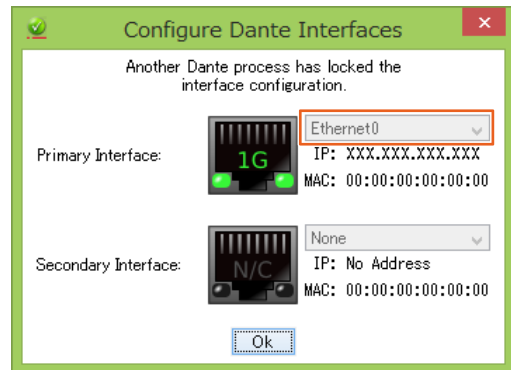 Configure Dante Interfaces
Another Dante process has locked the
interface configuration.
Primary Interface:
1G
Ethernet0
IP: XXX.XXX.XXX.XXX
MAC: 00:00:00:00:00:00
Secondary Interface:
N/C
None
IP: No Address
MAC: 00:00:00:00:00:00
Ok